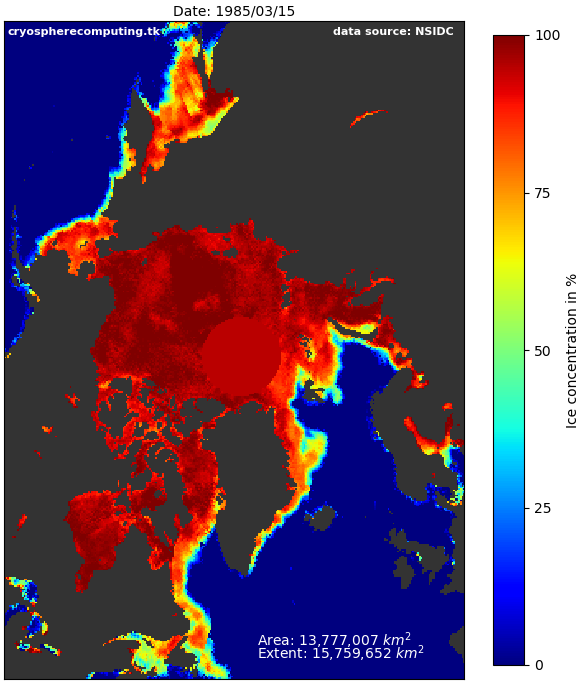 Date: 1985/03/15
cryospherecomputing.tk
data source: NSIDC
100
75
50
25
0
Ice concentration in %
Area: 13,777,007 km²
Extent: 15,759,652 km²